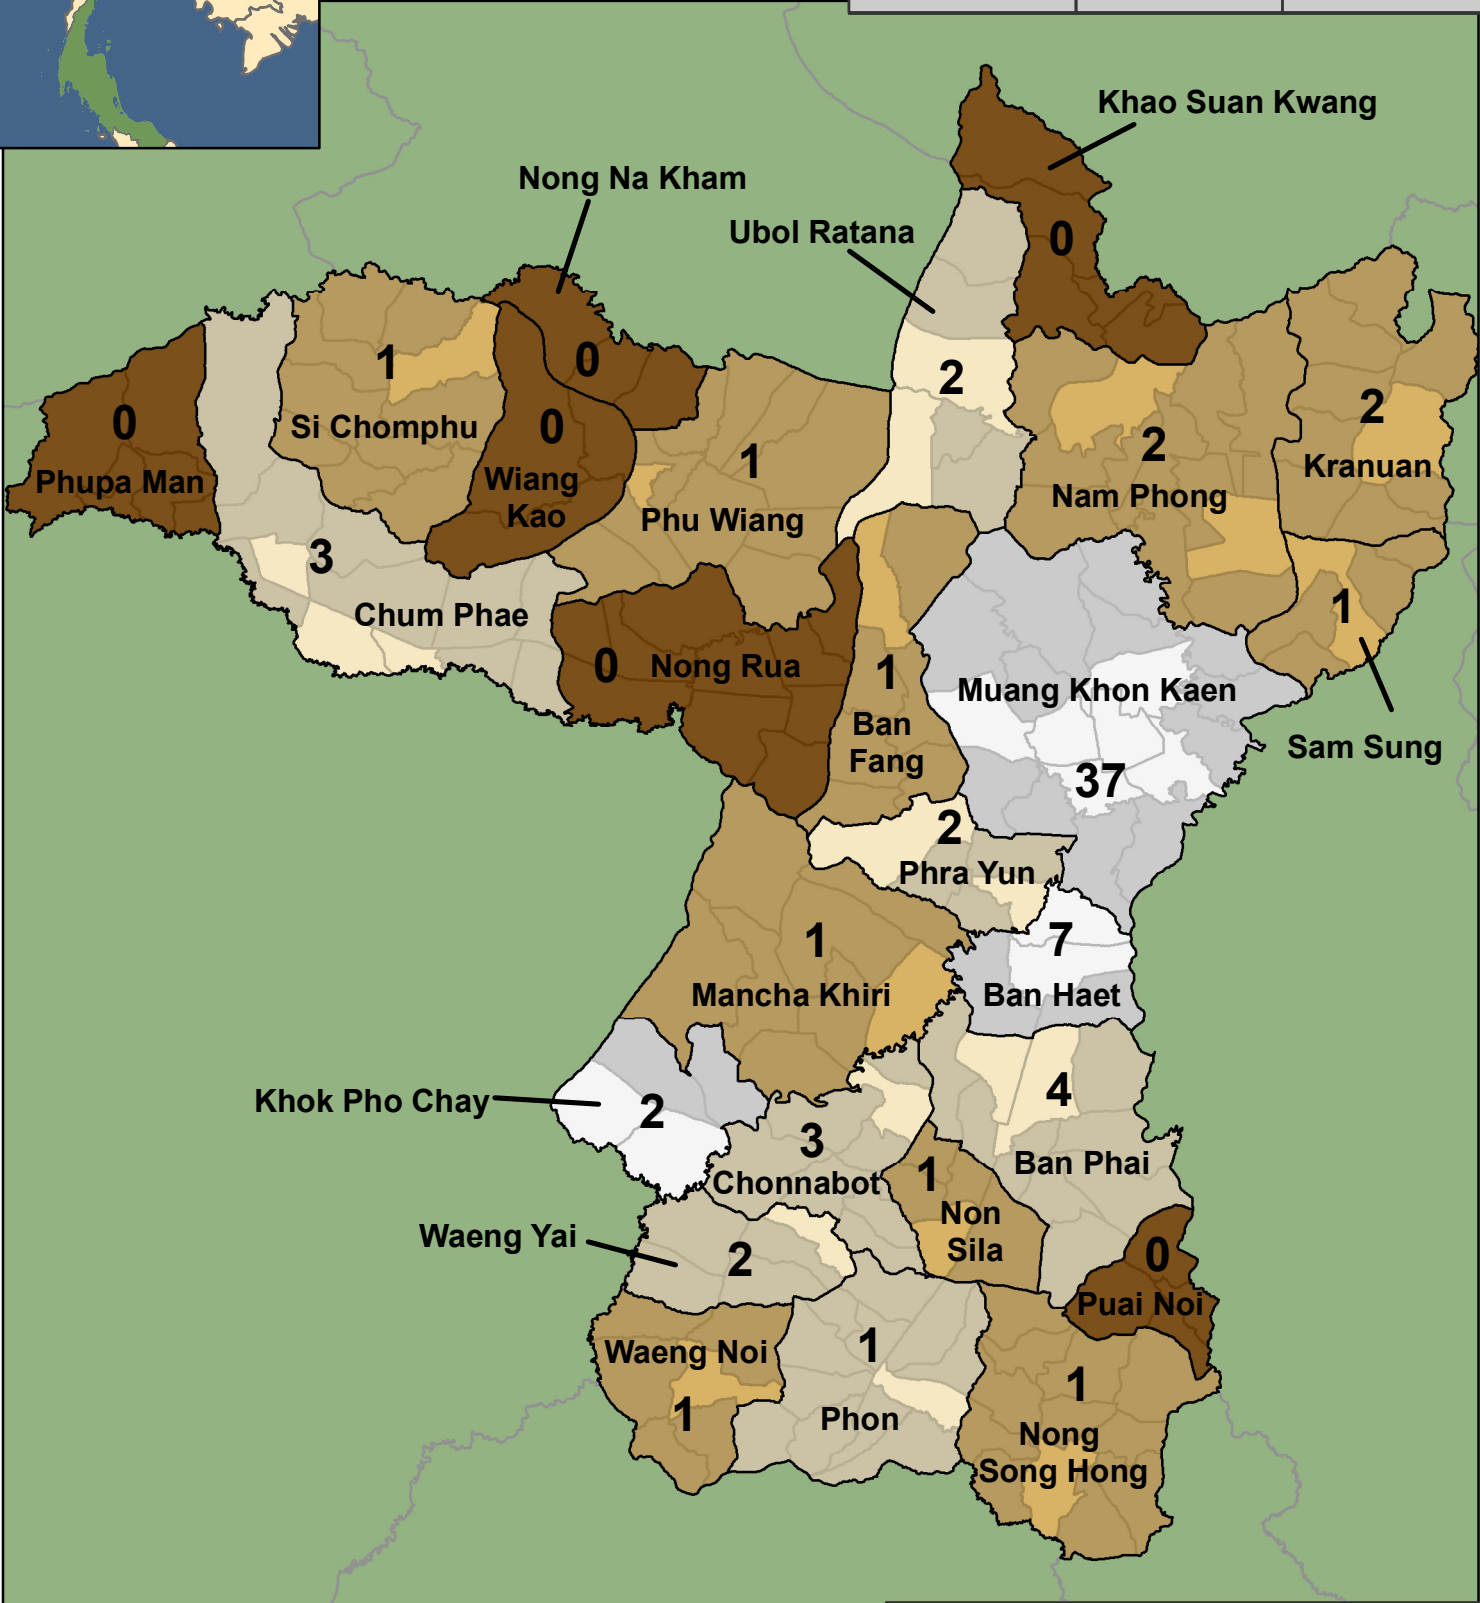 Khao Suan Kwang
Nong Na Kham
Ubol Ratana
0
0
1
2
2
0
0
Si Chomphu
Wiang
Kao
Phupa Man
1
Phu Wiang
2
Nam Phong
Kranuan
3
Chum Phae
0
Nong Rua
1
Ban
Fang
Muang Khon Kaen
37
1
Sam Sung
2
Phra Yun
1
Mancha Khiri
7
Ban Haet
Khok Pho Chay
2
4
Ban Phai
3
Chonnabot
1
Non
Sila
Waeng Yai
2
0
Puai Noi
Waeng Noi
1
1
Phon
1
Nong
Song Hong